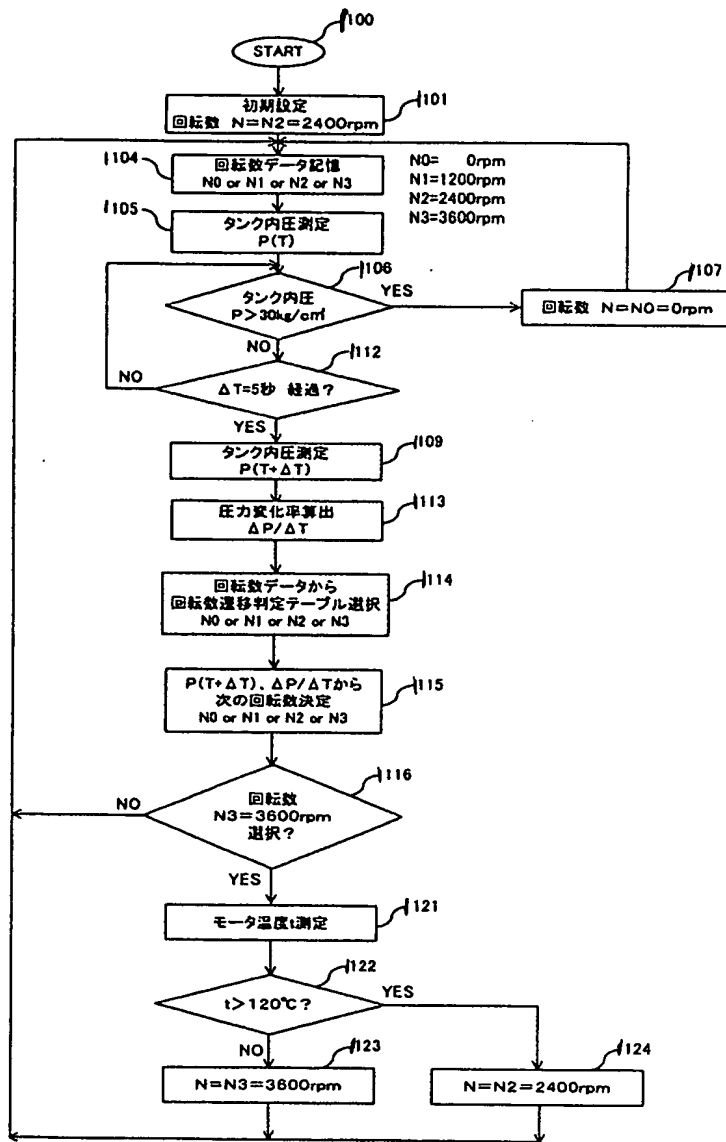 100
START
初期設定
回転数 N=N2=2400rpm
101
104
回転数データ記憶
N0 or N1 or N2 or N3
N0= 0rpm
N1=1200rpm
N2=2400rpm
N3=3600rpm
105
タンク内圧測定
P(T)
106
タンク内圧
P>30kg/c㎡
YES
107
回転数 N=N0=0rpm
NO
112
ΔT=5秒 経過?
NO
YES
109
タンク内圧測定
P(T+ΔT)
113
圧力変化率算出
ΔP/ΔT
114
回転数データから
回転数遷移判定テーブル選択
N0 or N1 or N2 or N3
115
P(T+ΔT)、ΔP/ΔTから
次の回転数決定
N0 or N1 or N2 or N3
116
回転数
N3=3600rpm
選択?
NO
YES
121
モータ温度t測定
122
t>120℃?
YES
NO
123
N=N3=3600rpm
124
N=N2=2400rpm